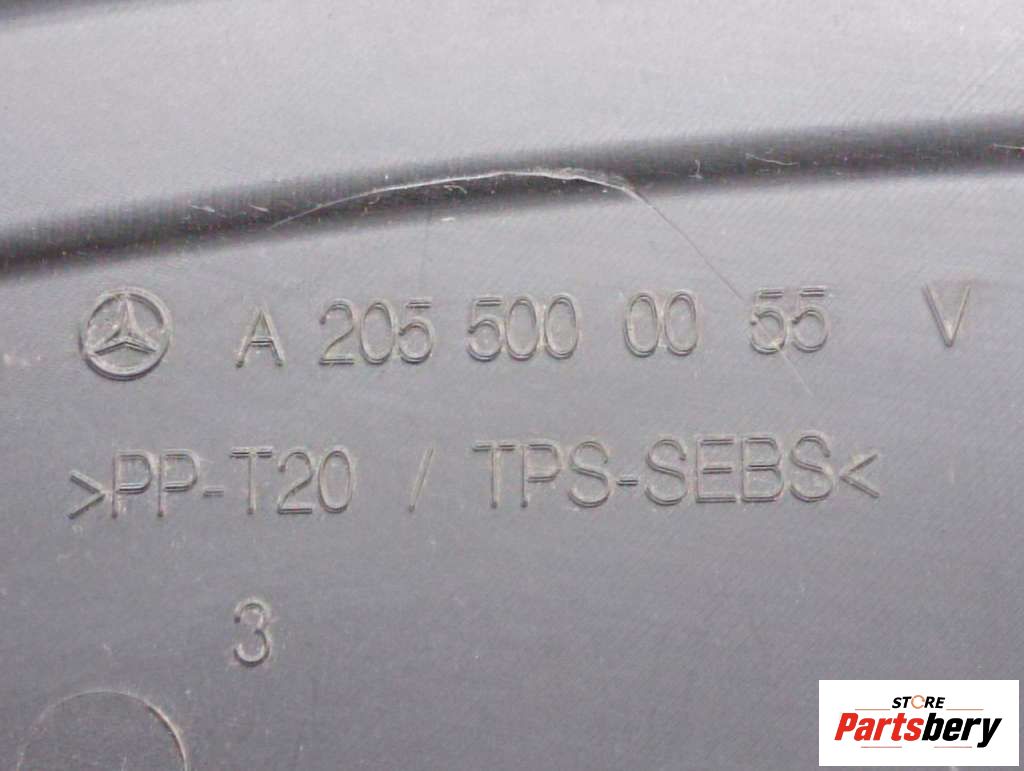 A 205 500 00 55 V
>PP-T20 / TPS-SEBS<
3
STORE
Partsbery